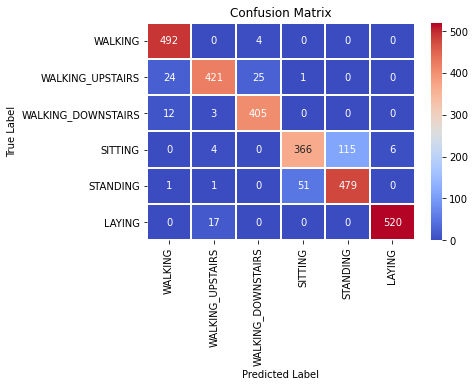 Confusion Matrix
True Label
WALKING 492 0 4 0 0 0
WALKING_UPSTAIRS 24 421 25 1 0 0
WALKING_DOWNSTAIRS 12 3 405 0 0 0
SITTING 0 4 0 366 115 6
STANDING 1 1 0 51 479 0
LAYING 0 17 0 0 0 520
WALKING
WALKING_UPSTAIRS
WALKING_DOWNSTAIRS
SITTING
STANDING
LAYING
Predicted Label
500
400
300
200
100
0